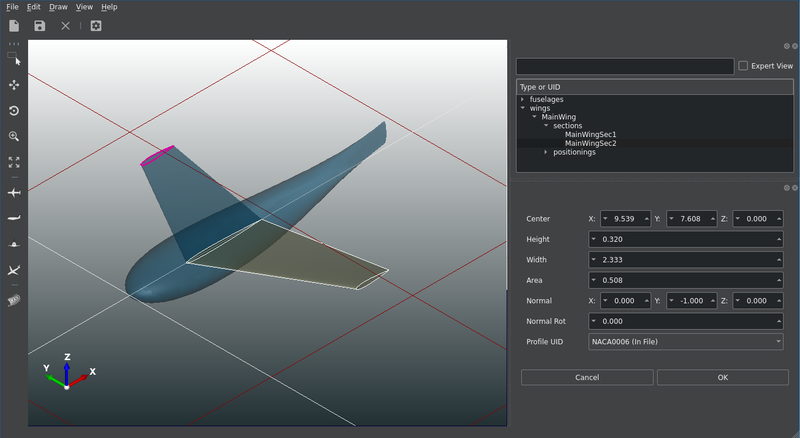 File Edit Draw View Help
Expert View
Type or UID
fuselages
wings
MainWing
sections
MainWingSec1
MainWingSec2
positionings
Center X: 9.539 Y: 7.608 Z: 0.000
Height 0.320
Width 2.333
Area 0.508
Normal X: 0.000 Y: -1.000 Z: 0.000
Normal Rot 0.000
Profile UID NACA0006 (In File)
Cancel OK
Z
Y X